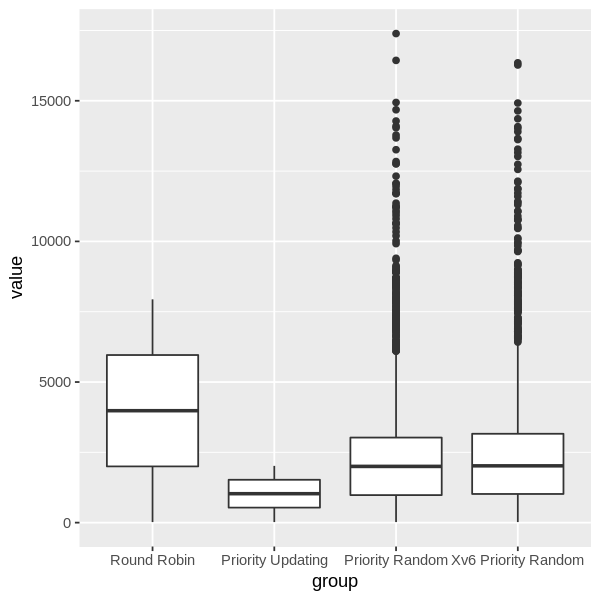 value
15000
10000
5000
0
Round Robin
Priority Updating
Priority Random
Xv6 Priority Random
group